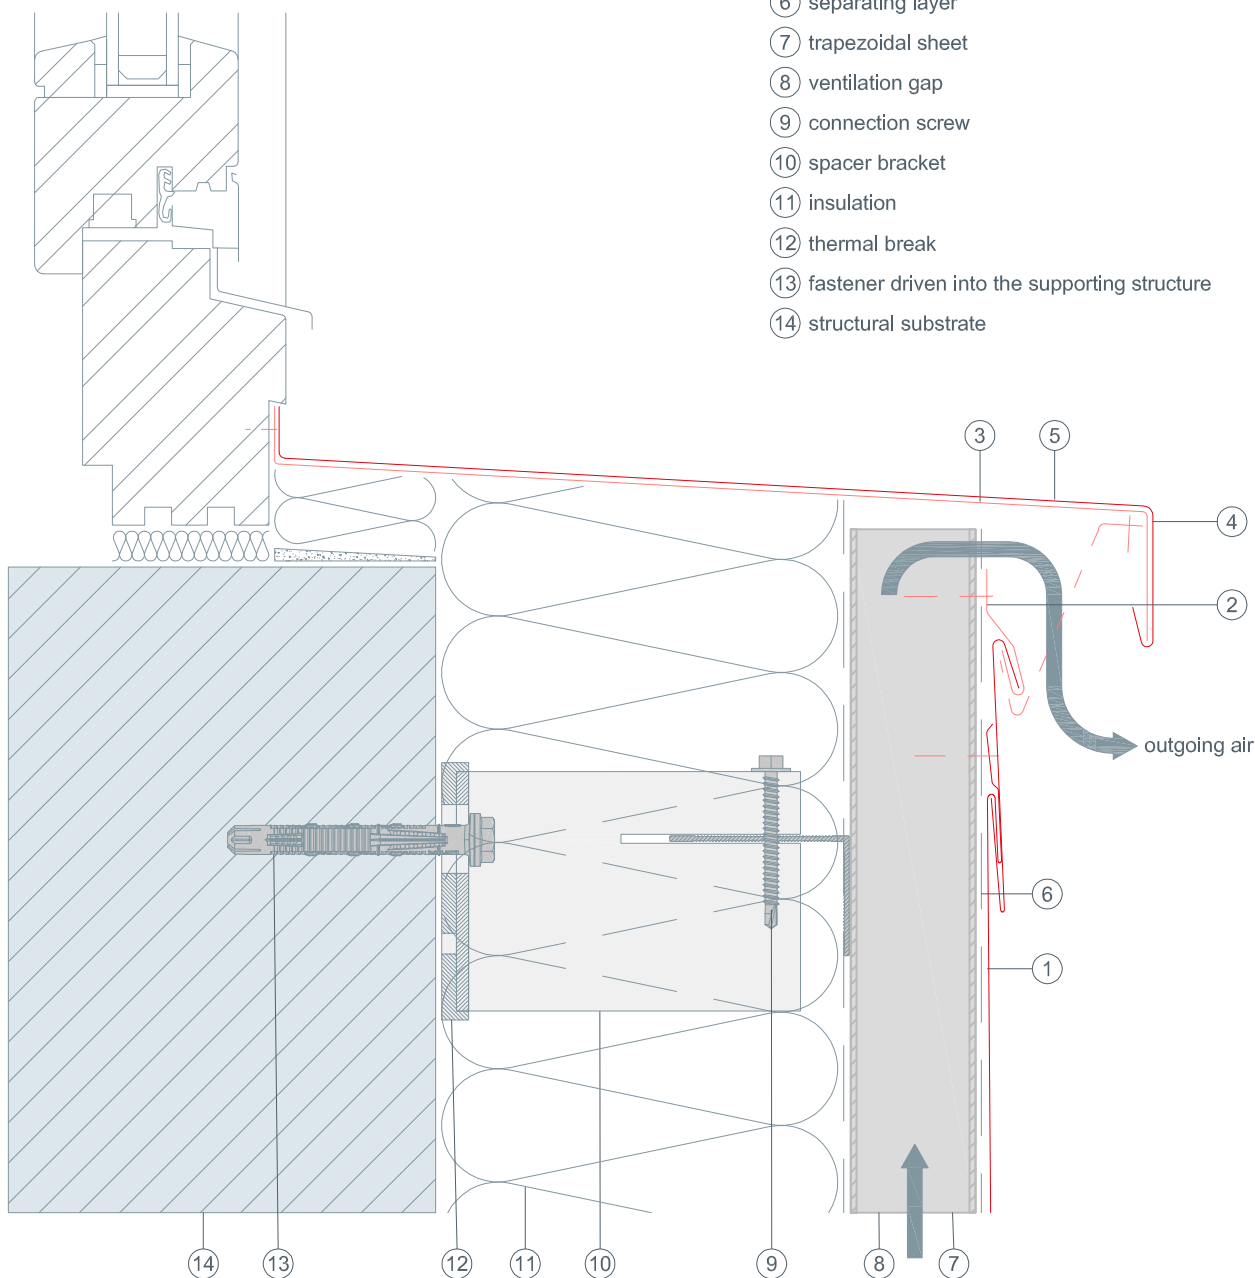 6 separating layer
7 trapezoidal sheet
8 ventilation gap
9 connection screw
10 spacer bracket
11 insulation
12 thermal break
13 fastener driven into the supporting structure
14 structural substrate
3 5
4
2
outgoing air
6
1
14 13 12 11 10 9 8 7